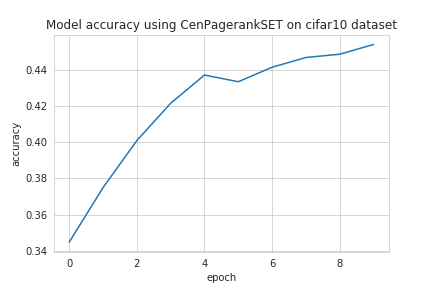 Model accuracy using CenPagerankSET on cifar10 dataset
0.44
0.42
0.40
0.38
0.36
0.34
accuracy
0 2 4 6 8
epoch